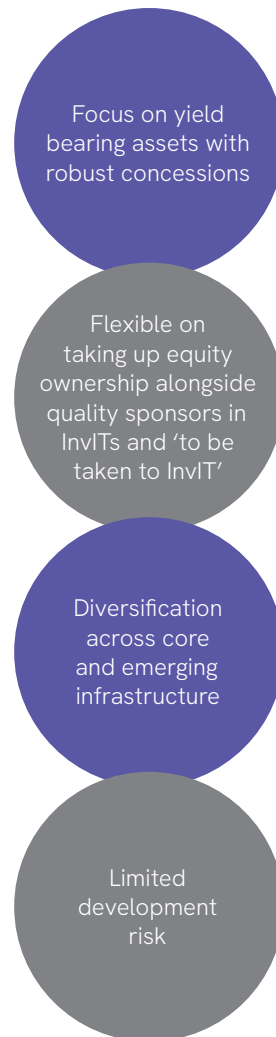 Focus on yield
bearing assets with
robust concessions
Flexible on
taking up equity
ownership alongside
quality sponsors in
InvITs and ‘to be
taken to InvIT’
Diversification
across core
and emerging
infrastructure
Limited
development
risk